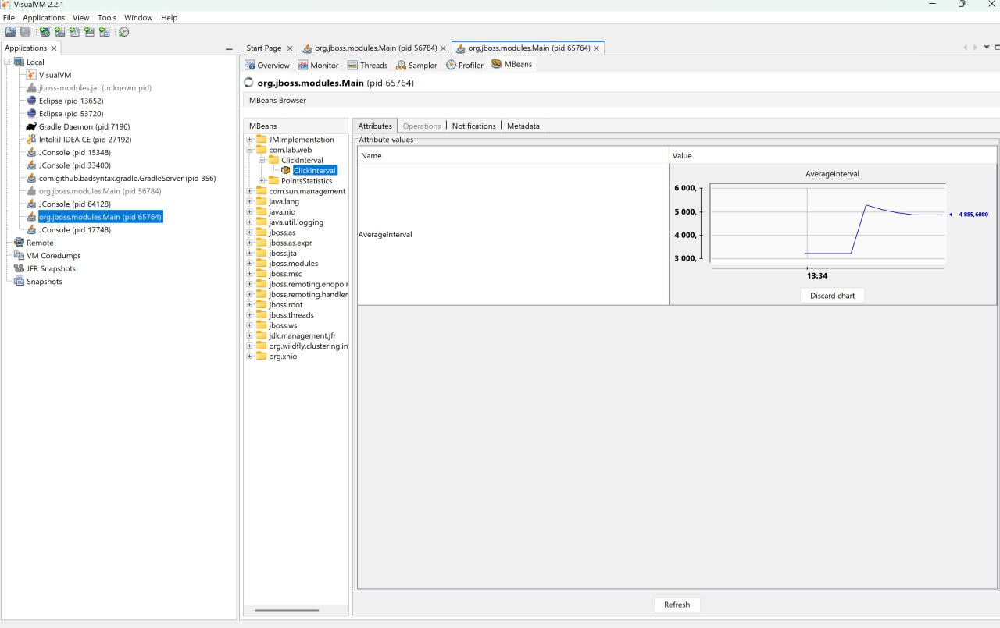 VisualVM 2.2.1
File Applications View Tools Window Help
Applications
Local
VisualVM
jboss-modules.jar (unknown pid)
Eclipse (pid 13652)
Eclipse (pid 53720)
Gradle Daemon (pid 7196)
IntelliJ IDEA CE (pid 27192)
JConsole (pid 15348)
JConsole (pid 33400)
com.github.badsyntax.gradle.GradleServer (pid 356)
org.jboss.modules.Main (pid 56784)
JConsole (pid 64128)
org.jboss.modules.Main (pid 65764)
JConsole (pid 17748)
Remote
VM Coredumps
JFR Snapshots
Snapshots
Start Page org.jboss.modules.Main (pid 56784) org.jboss.modules.Main (pid 65764)
Overview Monitor Threads Sampler Profiler MBeans
org.jboss.modules.Main (pid 65764)
MBeans Browser
MBeans
JMImplementation
com.lab.web
ClickInterval
ClickInterval
PointsStatistics
com.sun.management
java.lang
java.nio
java.util.logging
jboss.as
jboss.as.expr
jboss.jta
jboss.modules
jboss.msc
jboss.remoting.endpoin
jboss.remoting.handler
jboss.root
jboss.threads
jboss.ws
jdk.management.jfr
org.wildfly.clustering.in
org.xnio
Attributes Operations Notifications Metadata
Attribute values
Name Value
AverageInterval
AverageInterval
6 000,
5 000,
4 000,
3 000,
4 885,6080
13:34
Discard chart
Refresh